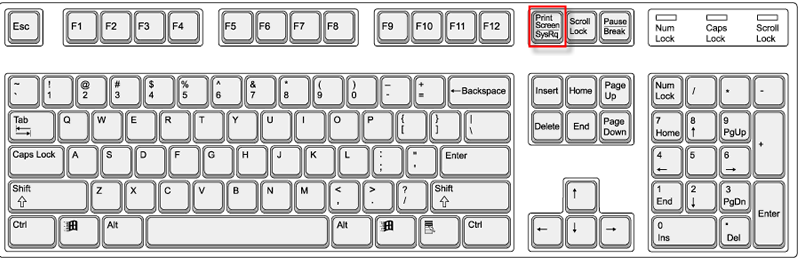 Esc F1 F2 F3 F4 F5 F6 F7 F8 F9 F10 F11 F12
Print
Screen
SysRq
Scroll
Lock
Pause
Break
Num
Lock
Caps
Lock
Scroll
Lock
~ ! @ # $ % ^ & * ( ) – +
` 1 2 3 4 5 6 7 8 9 0 - = ←Backspace
Insert Home Page
Up
Num
Lock / * -
Tab Q W E R T Y U I O P { } |
[ ] \
Delete End Page
Down
7 8 9
Home ↑ PgUp +
Caps Lock A S D F G H J K L : " Enter
; '
4 5 6
← →
Shift Z X C V B N M < > ? Shift
⇧ , . / ⇧
↑
1 2 3
End ↓ PgDn Enter
Ctrl Alt Alt Ctrl
← ↓ →
0 •
Ins Del